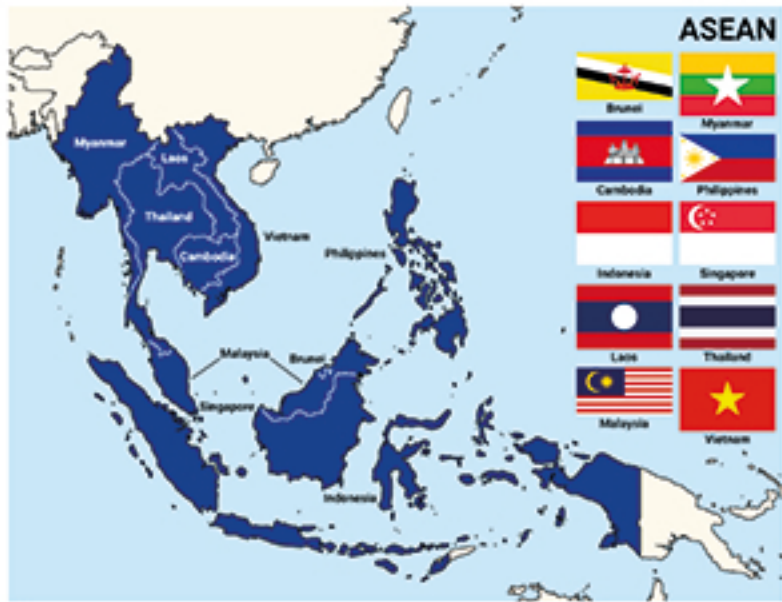 ASEAN
Brunei
Myanmar
Cambodia
Philippines
Indonesia
Singapore
Laos
Thailand
Malaysia
Vietnam
Myanmar
Laos
Thailand
Vietnam
Cambodia
Philippines
Malaysia
Brunei
Singapore
Indonesia